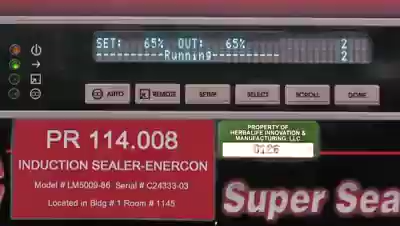 SET: 65% OUT: 65% 2
Running 2
AUTO REMOTE SETUP SELECT SCROLL DONE
PR 114.008
INDUCTION SEALER-ENERCON
Model # LM5009-86 Serial # C24333-03
Located in Bldg # 1 Room # 1145
PROPERTY OF
HERBALIFE INNOVATION &
MANUFACTURING, LLC
0126
Super Sea